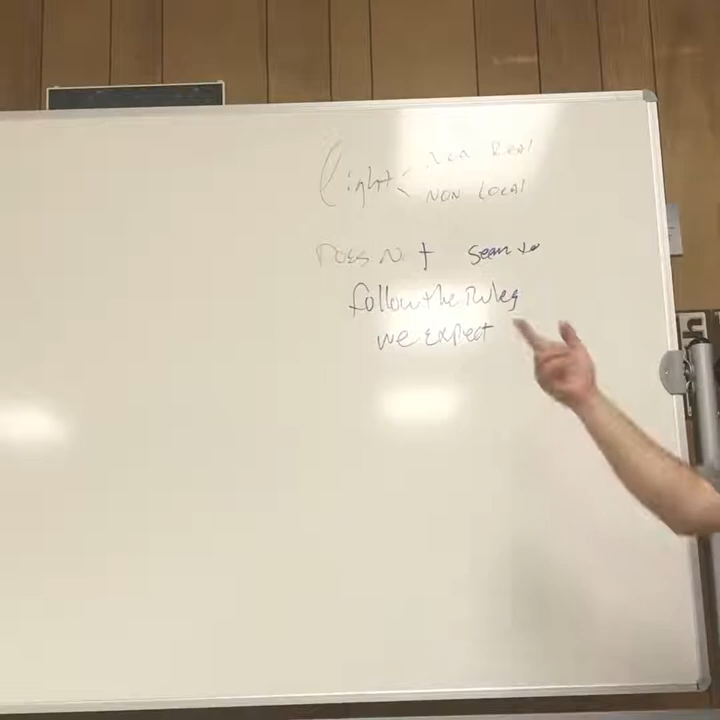 light < NON REAL
NON LOCAL
DOES NOT seem to
follow the rules
we expect